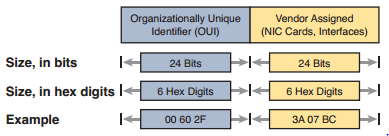 Organizationally Unique
Identifier (OUI)
Vendor Assigned
(NIC Cards, Interfaces)
Size, in bits
24 Bits
24 Bits
Size, in hex digits
6 Hex Digits
6 Hex Digits
Example
00 60 2F
3A 07 BC
.